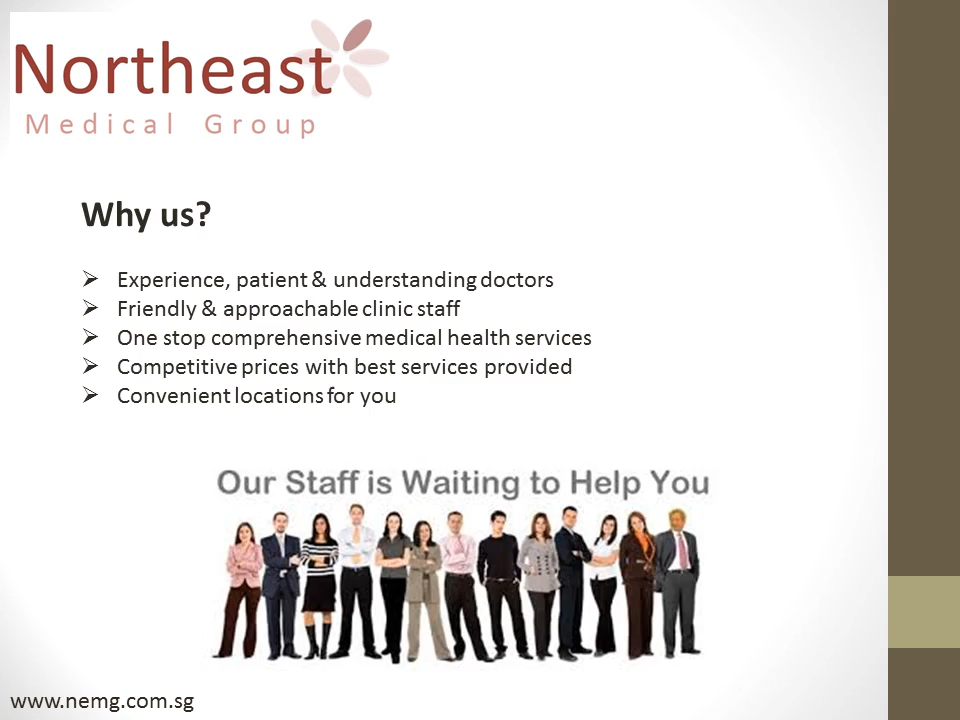 Northeast
Medical Group
Why us?
➢ Experience, patient & understanding doctors
➢ Friendly & approachable clinic staff
➢ One stop comprehensive medical health services
➢ Competitive prices with best services provided
➢ Convenient locations for you
Our Staff is Waiting to Help You
www.nemg.com.sg